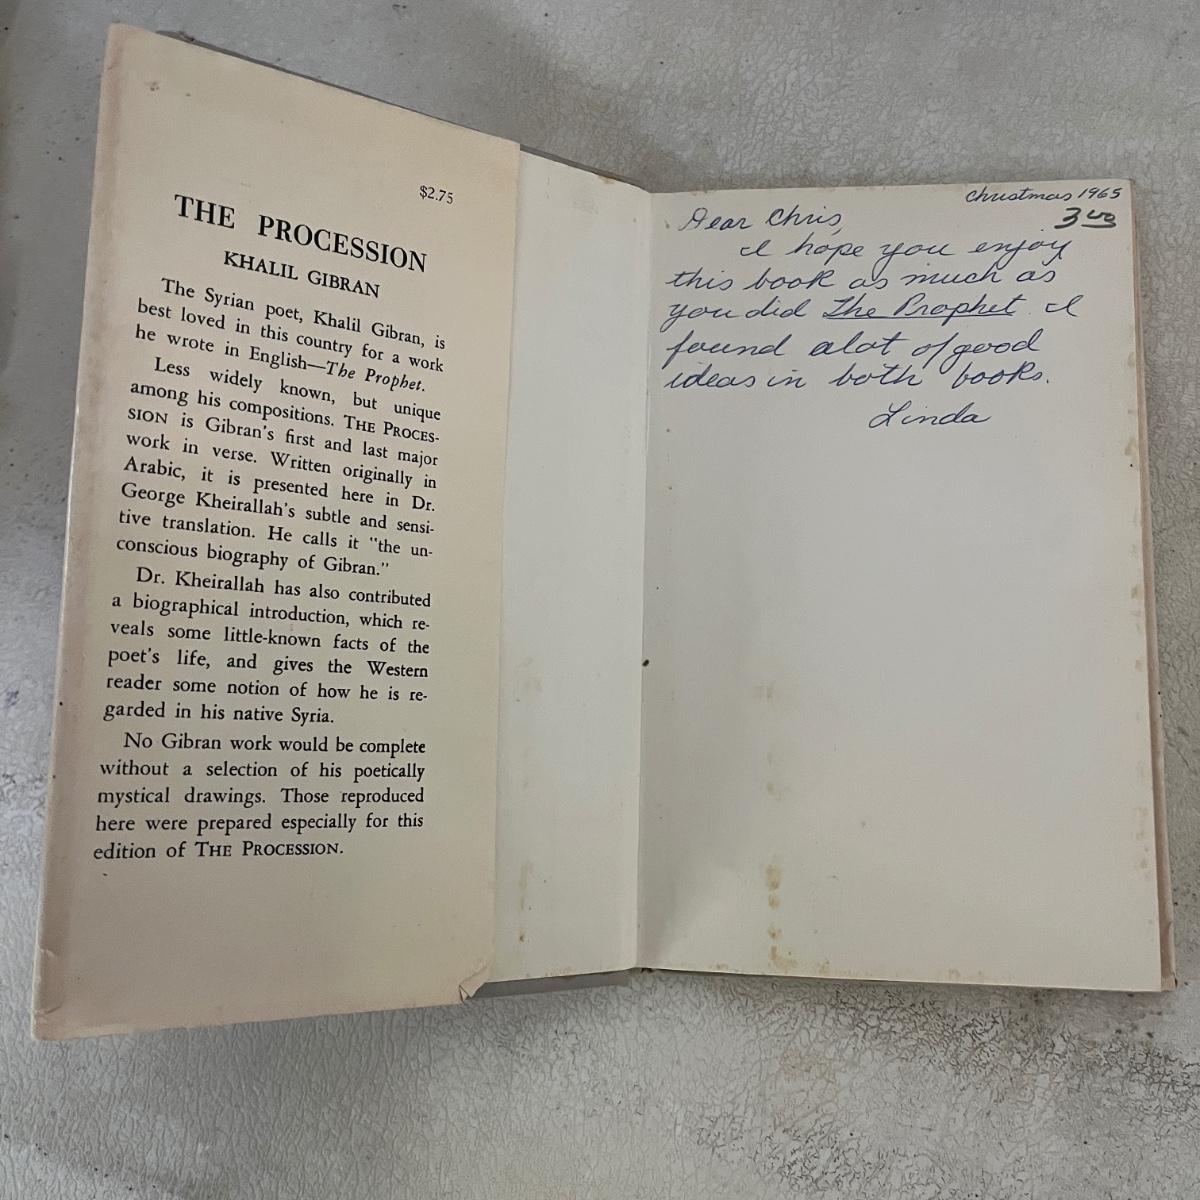 $2.75
THE PROCESSION
KHALIL GIBRAN
The Syrian poet, Khalil Gibran, is
best loved in this country for a work
he wrote in English—The Prophet.
Less widely known, but unique
among his compositions. THE PROCES-
SION is Gibran's first and last major
work in verse. Written originally in
Arabic, it is presented here in Dr.
George Kheirallah's subtle and sensi-
tive translation. He calls it "the un-
conscious biography of Gibran."
Dr. Kheirallah has also contributed
a biographical introduction, which re-
veals some little-known facts of the
poet's life, and gives the Western
reader some notion of how he is re-
garded in his native Syria.
No Gibran work would be complete
without a selection of his poetically
mystical drawings. Those reproduced
here were prepared especially for this
edition of THE PROCESSION.
Christmas 1965
3 00
Dear Chris,
I hope you enjoy
this book as much as
you did The Prophet. I
found alot of good
ideas in both books.
Linda